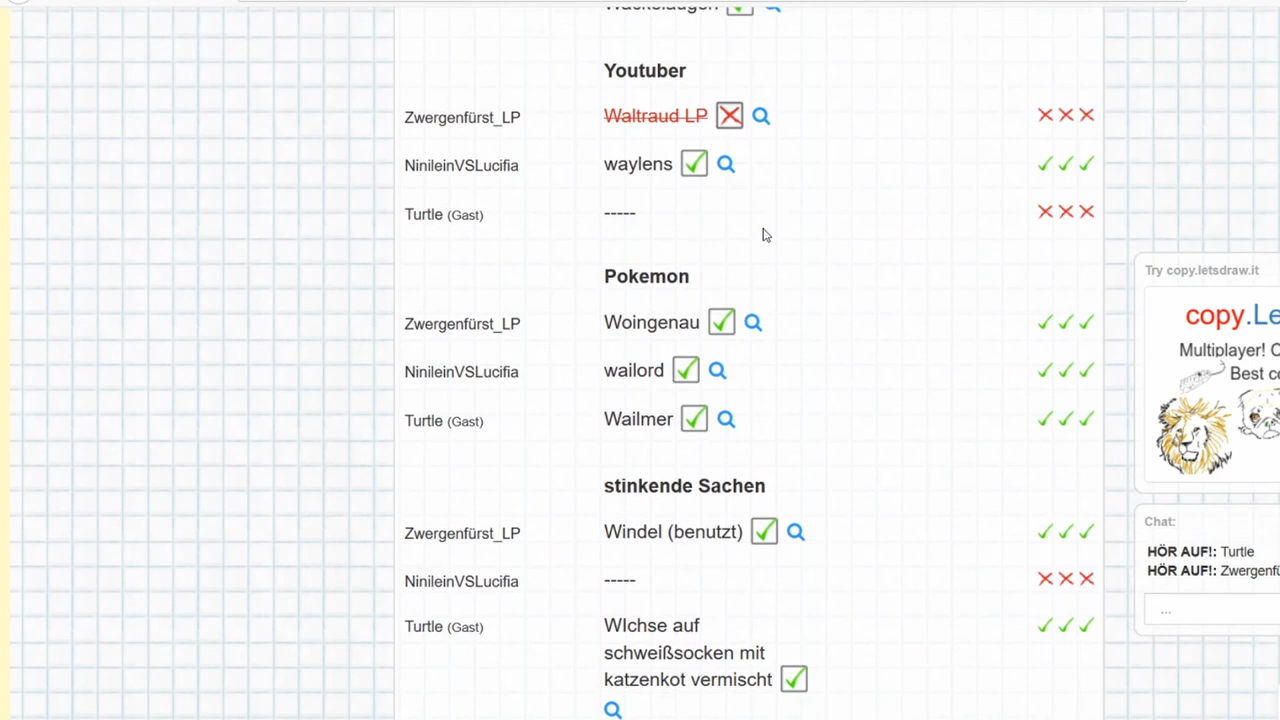 Wackelaugen
Youtuber
Zwergenfürst_LP Waltraud LP
NinileinVSLucifia waylens
Turtle (Gast) -----
Pokemon
Zwergenfürst_LP Woingenau
NinileinVSLucifia wailord
Turtle (Gast) Wailmer
stinkende Sachen
Zwergenfürst_LP Windel (benutzt)
NinileinVSLucifia -----
Turtle (Gast) WIchse auf
schweißsocken mit
katzenkot vermischt
Try copy.letsdraw.it
copy.Le
Multiplayer! C
Best co
Chat:
HÖR AUF!: Turtle
HÖR AUF!: Zwergenfü
...